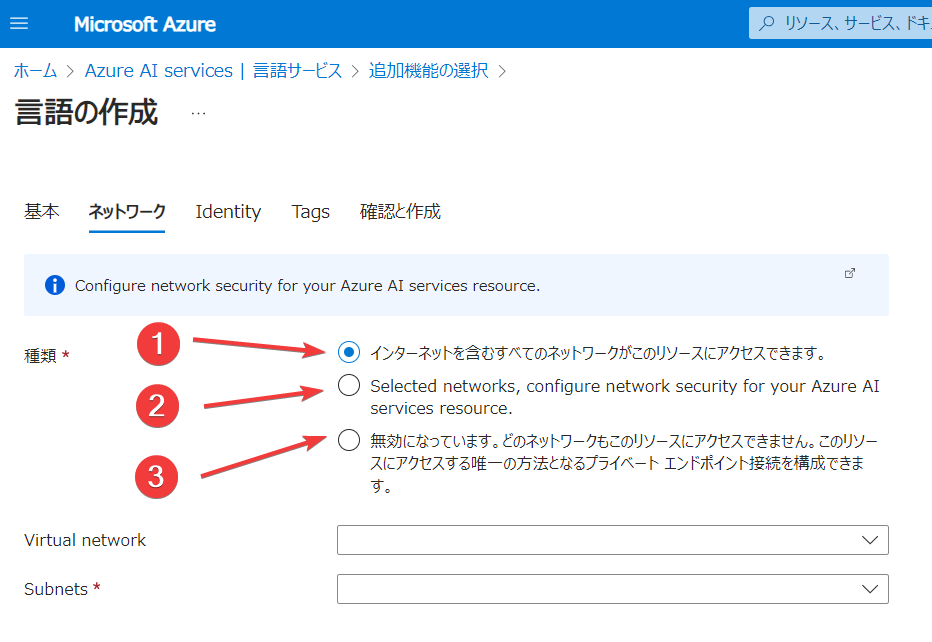 Microsoft Azure
リソース、サービス、ドキ
ホーム > Azure AI services | 言語サービス > 追加機能の選択 >
言語の作成 ...
基本 ネットワーク Identity Tags 確認と作成
Configure network security for your Azure AI services resource.
種類 *
1
インターネットを含むすべてのネットワークがこのリソースにアクセスできます。
2
Selected networks, configure network security for your Azure AI
services resource.
3
無効になっています。どのネットワークもこのリソースにアクセスできません。このリソー
スにアクセスする唯一の方法となるプライベート エンドポイント接続を構成できま
す。
Virtual network
Subnets *